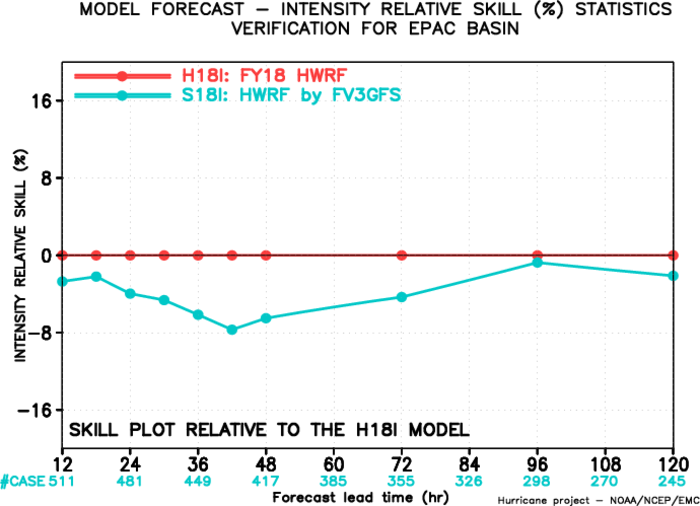 MODEL FORECAST – INTENSITY RELATIVE SKILL (%) STATISTICS
VERIFICATION FOR EPAC BASIN
H18I: FY18 HWRF
S18I: HWRF by FV3GFS
INTENSITY RELATIVE SKILL (%)
16
8
0
−8
−16
SKILL PLOT RELATIVE TO THE H18I MODEL
12 24 36 48 60 72 84 96 108 120
#CASE 511 481 449 417 385 355 326 298 270 245
Forecast lead time (hr)
Hurricane project – NOAA/NCEP/EMC